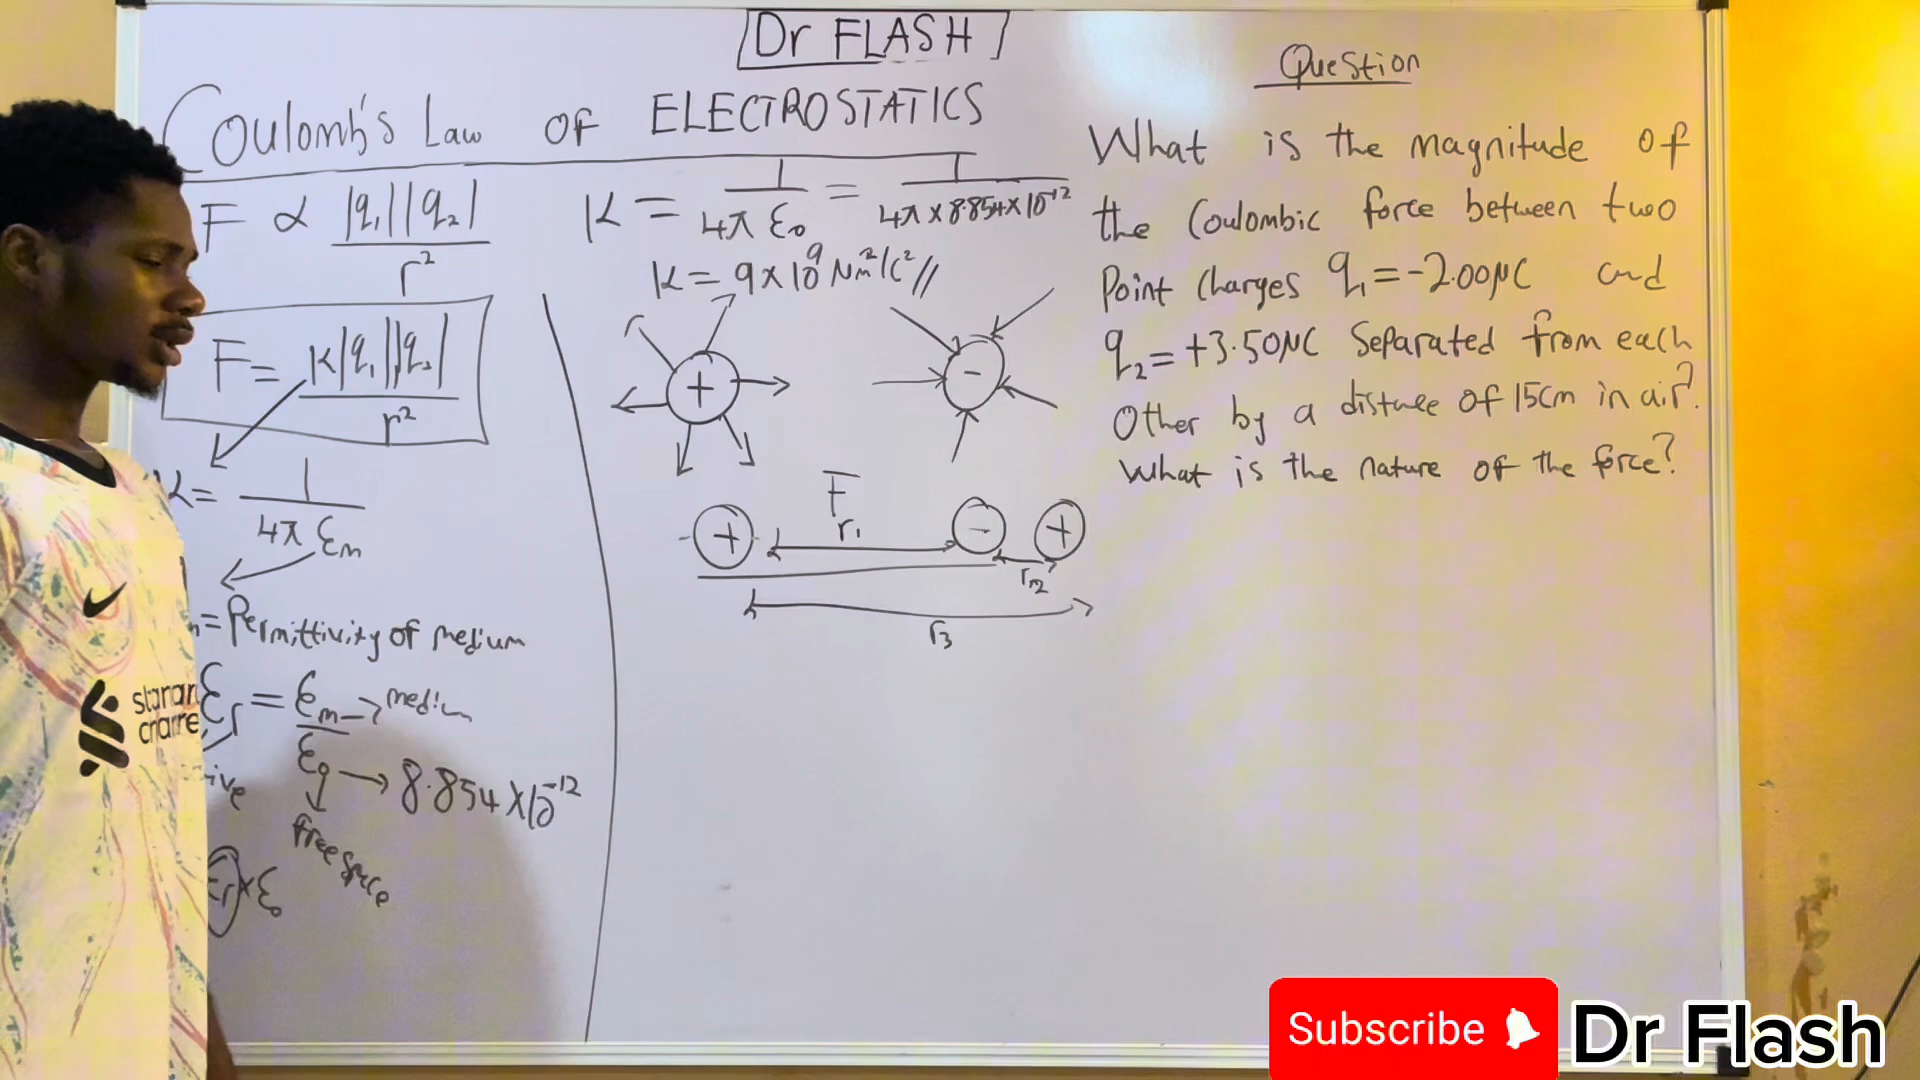 Dr FLASH
Coulomb's Law OF ELECTROSTATICS
F ∝ |q₁||q₂| / r²
F = K|q₁||q₂| / r²
K = 1 / 4π εm
= Permittivity of medium
εr = εm → medium
ε₀ → 8.854 × 10⁻¹²
free space
εr × ε₀
K = 1 / 4π ε₀ = 1 / 4π × 8.854 × 10⁻¹²
K = 9 × 10⁹ Nm²/C² //
+ -
F
+ r₁ - +
r₂
r₃
Question
What is the magnitude of
the Coulombic force between two
Point Charges q₁ = -2.00μC and
q₂ = +3.50μC Separated from each
Other by a distance of 15cm in air?
What is the nature of the force?
standar
chartre
Subscribe
Dr Flash